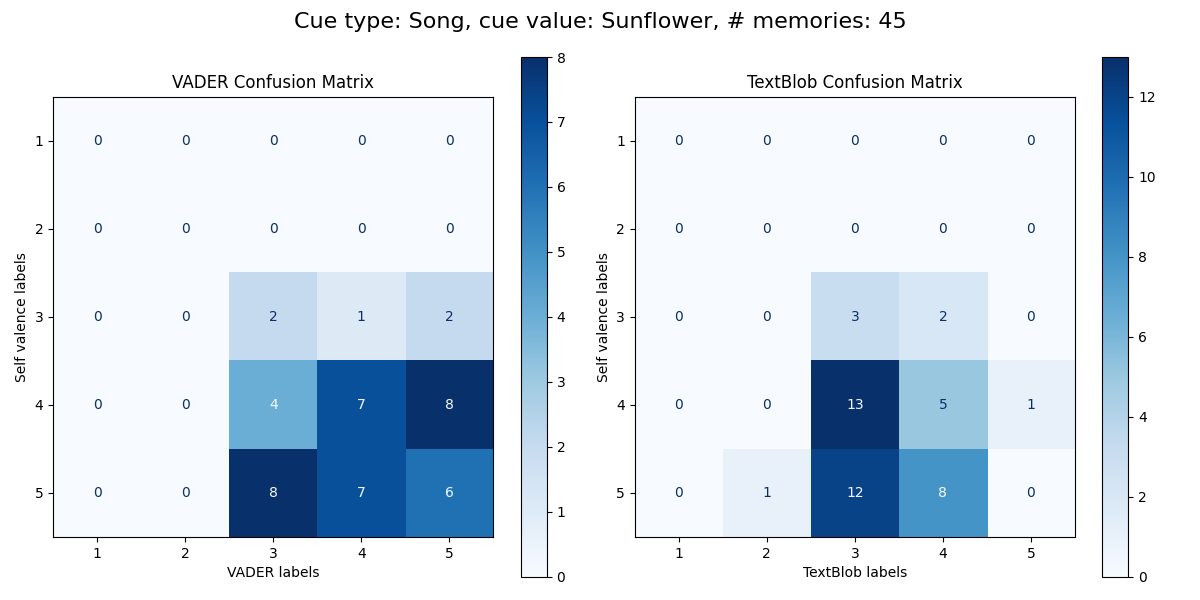 Cue type: Song, cue value: Sunflower, # memories: 45
VADER Confusion Matrix
Self valence labels
1 0 0 0 0 0
2 0 0 0 0 0
3 0 0 2 1 2
4 0 0 4 7 8
5 0 0 8 7 6
1 2 3 4 5
VADER labels
8
7
6
5
4
3
2
1
0
TextBlob Confusion Matrix
Self valence labels
1 0 0 0 0 0
2 0 0 0 0 0
3 0 0 3 2 0
4 0 0 13 5 1
5 0 1 12 8 0
1 2 3 4 5
TextBlob labels
12
10
8
6
4
2
0